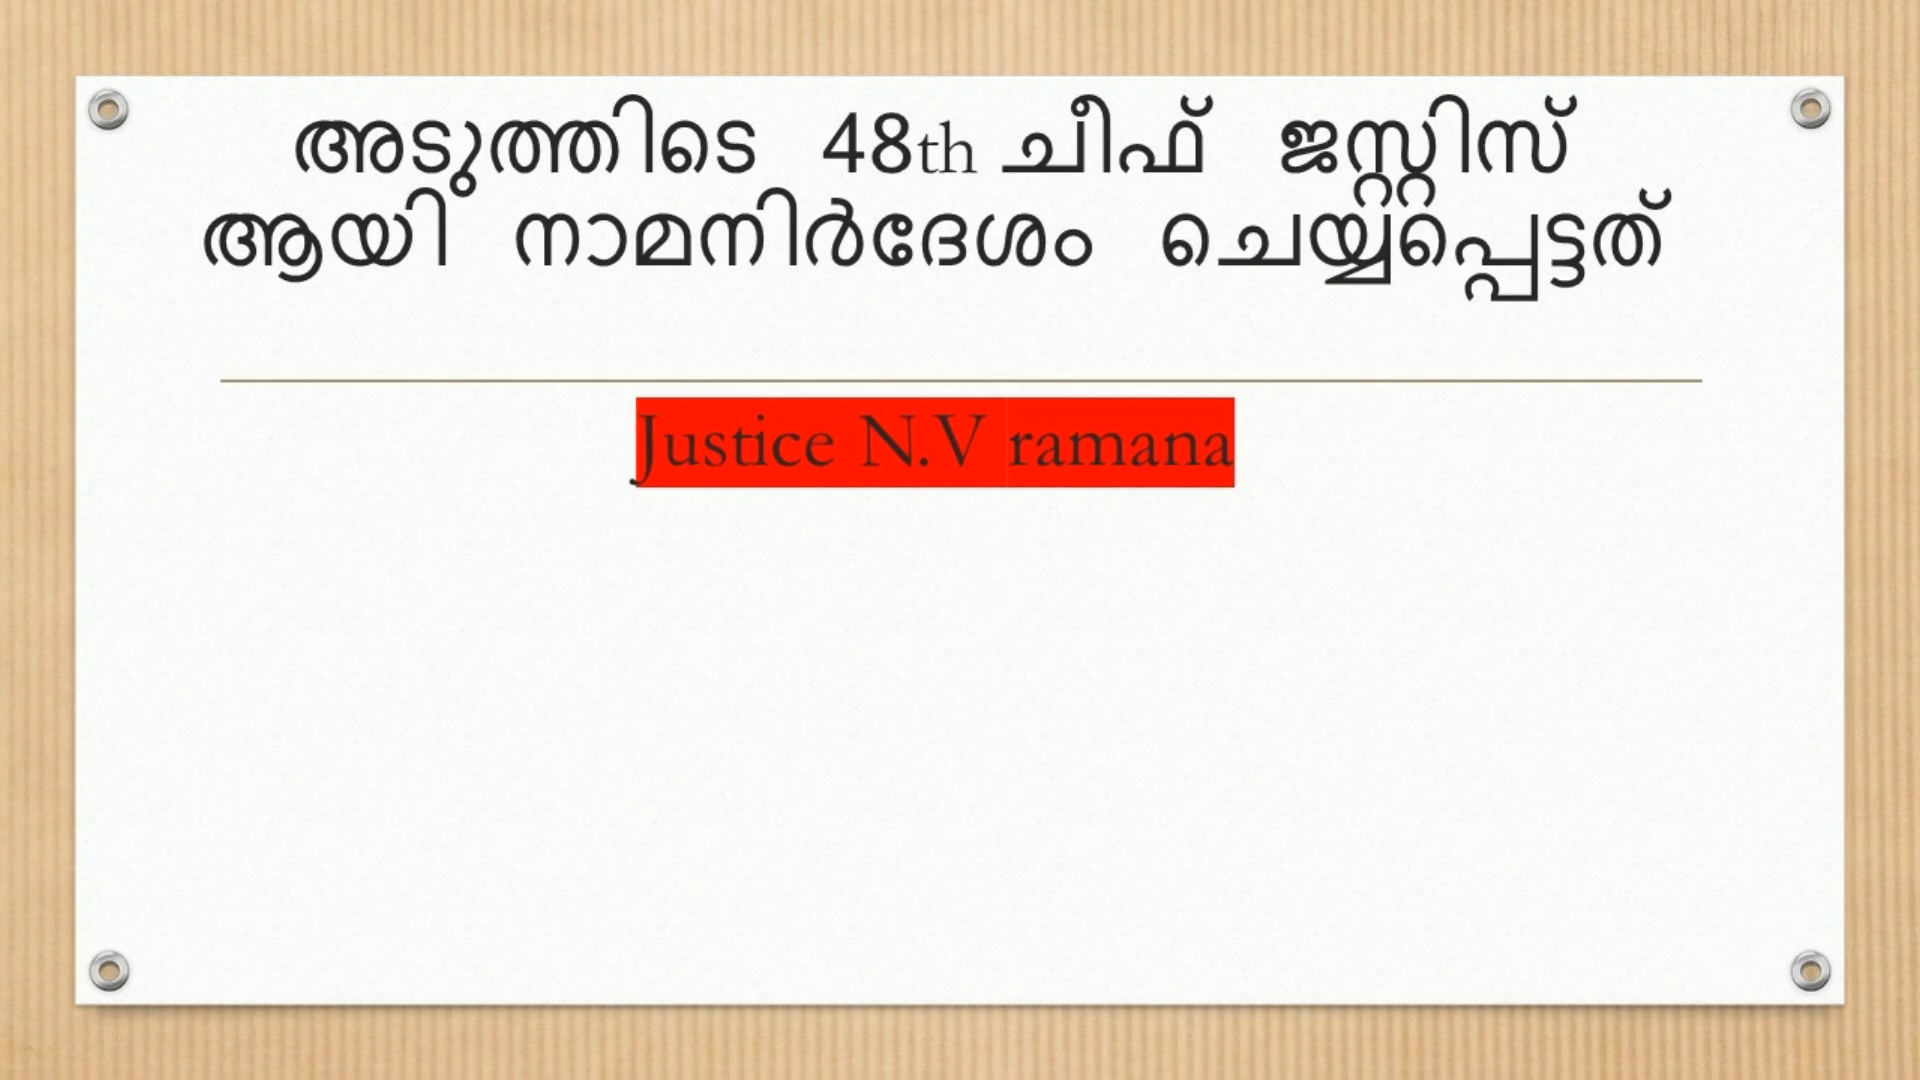 അടുത്തിടെ 48th ചീഫ് ജസ്റ്റിസ്
ആയി നാമനിർദേശം ചെയ്യപ്പെട്ടത്
Justice N.V ramana